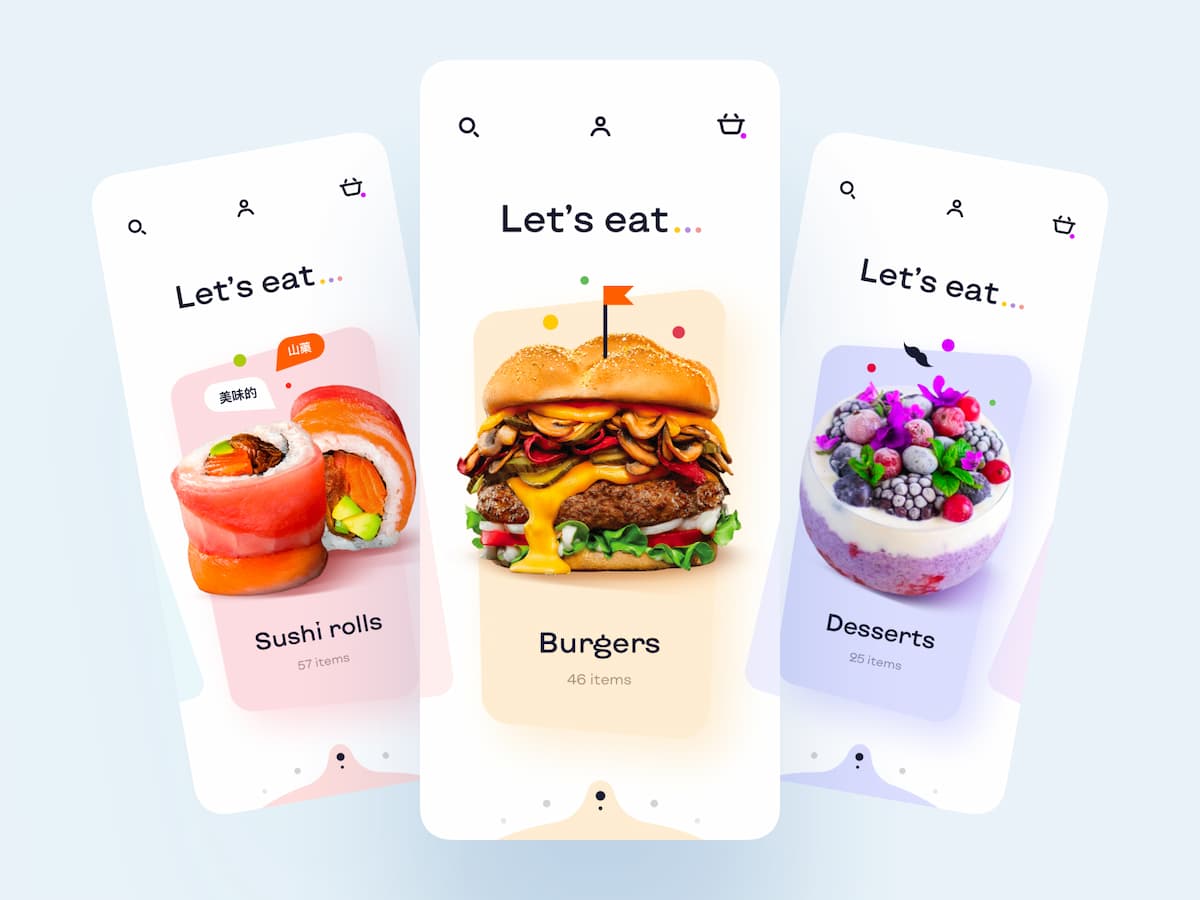 Let's eat...
山薫
美味的
Sushi rolls
57 items
Let's eat...
Burgers
46 items
Let's eat...
Desserts
25 items